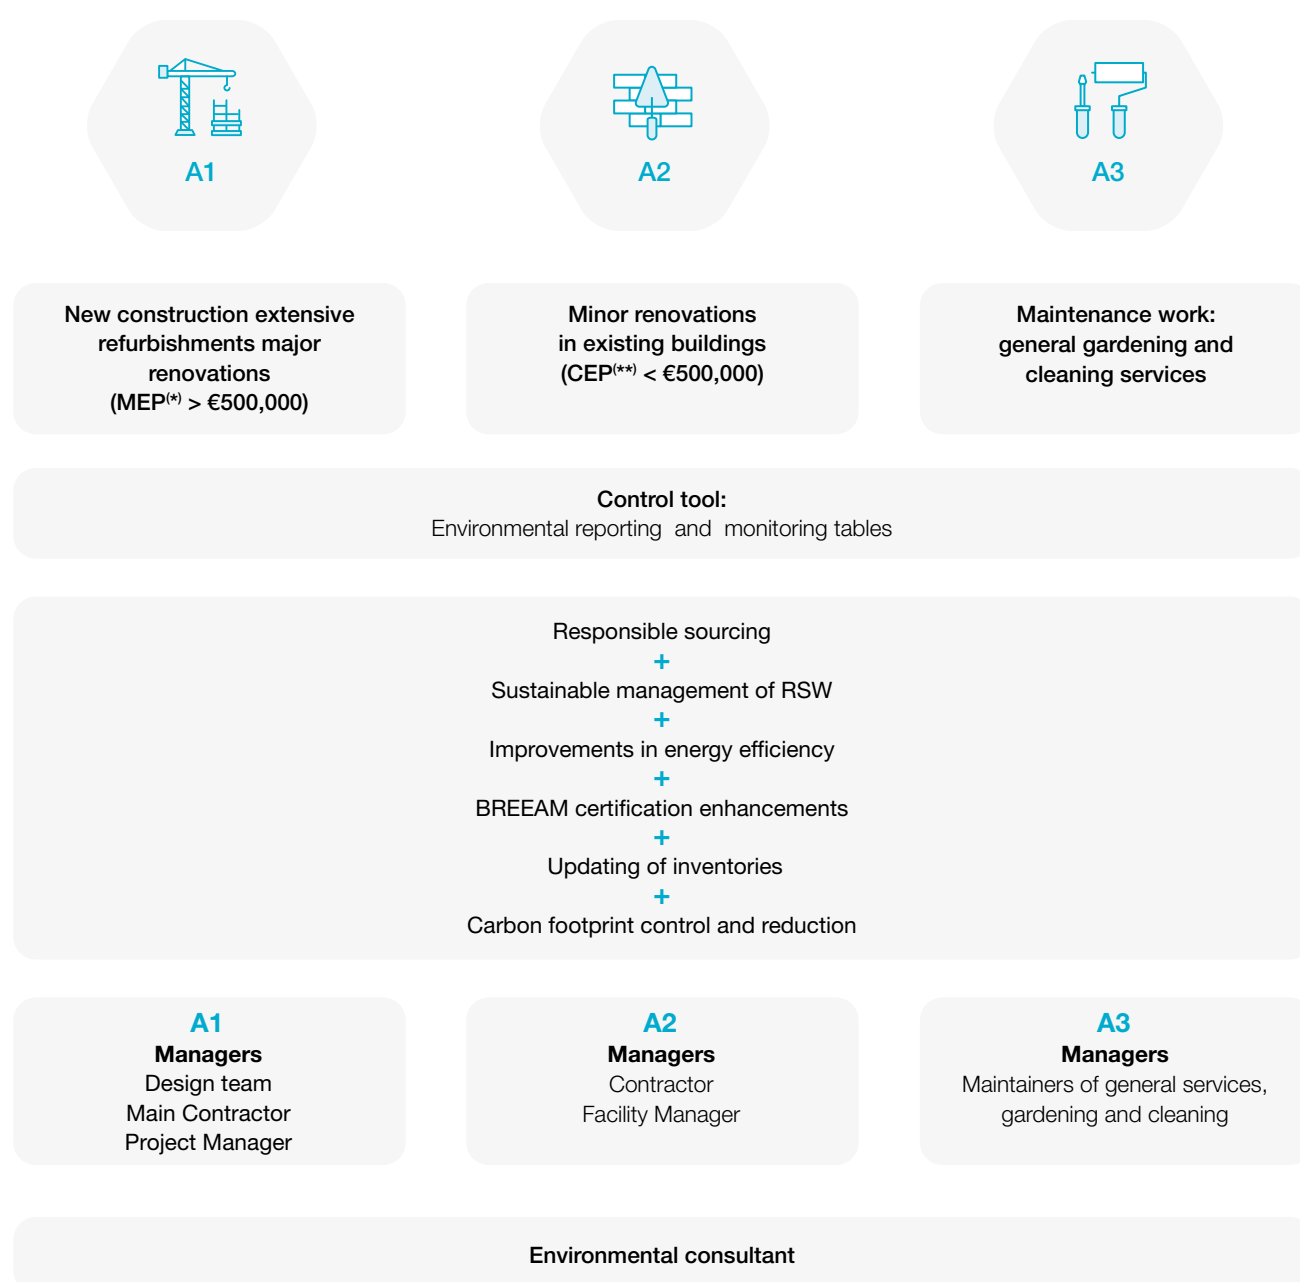 A1
A2
A3
New construction extensive
refurbishments major
renovations
(MEP(*) > €500,000)
Minor renovations
in existing buildings
(CEP(**) < €500,000)
Maintenance work:
general gardening and
cleaning services
Control tool:
Environmental reporting and monitoring tables
Responsible sourcing
+
Sustainable management of RSW
+
Improvements in energy efficiency
+
BREEAM certification enhancements
+
Updating of inventories
+
Carbon footprint control and reduction
A1
Managers
Design team
Main Contractor
Project Manager
A2
Managers
Contractor
Facility Manager
A3
Managers
Maintainers of general services,
gardening and cleaning
Environmental consultant